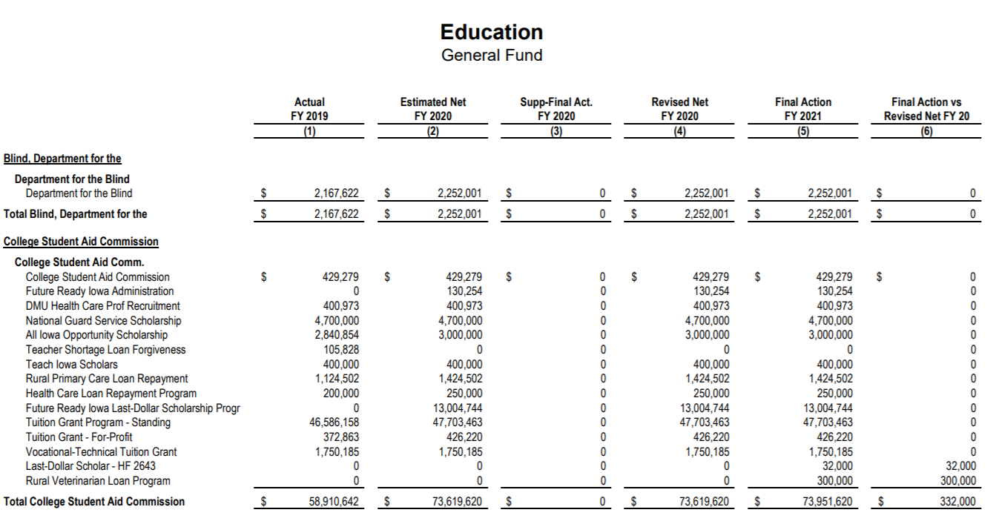 Education
General Fund
Actual Estimated Net Supp-Final Act. Revised Net Final Action Final Action vs
FY 2019 FY 2020 FY 2020 FY 2020 FY 2021 Revised Net FY 20
(1) (2) (3) (4) (5) (6)
Blind, Department for the
Department for the Blind
Department for the Blind $ 2,167,622 $ 2,252,001 $ 0 $ 2,252,001 $ 2,252,001 $ 0
Total Blind, Department for the $ 2,167,622 $ 2,252,001 $ 0 $ 2,252,001 $ 2,252,001 $ 0
College Student Aid Commission
College Student Aid Comm.
College Student Aid Commission $ 429,279 $ 429,279 $ 0 $ 429,279 $ 429,279 $ 0
Future Ready Iowa Administration 0 130,254 0 130,254 130,254 0
DMU Health Care Prof Recruitment 400,973 400,973 0 400,973 400,973 0
National Guard Service Scholarship 4,700,000 4,700,000 0 4,700,000 4,700,000 0
All Iowa Opportunity Scholarship 2,840,854 3,000,000 0 3,000,000 3,000,000 0
Teacher Shortage Loan Forgiveness 105,828 0 0 0 0 0
Teach Iowa Scholars 400,000 400,000 0 400,000 400,000 0
Rural Primary Care Loan Repayment 1,124,502 1,424,502 0 1,424,502 1,424,502 0
Health Care Loan Repayment Program 200,000 250,000 0 250,000 250,000 0
Future Ready Iowa Last-Dollar Scholarship Progr 0 13,004,744 0 13,004,744 13,004,744 0
Tuition Grant Program - Standing 46,586,158 47,703,463 0 47,703,463 47,703,463 0
Tuition Grant - For-Profit 372,863 426,220 0 426,220 426,220 0
Vocational-Technical Tuition Grant 1,750,185 1,750,185 0 1,750,185 1,750,185 0
Last-Dollar Scholar - HF 2643 0 0 0 0 32,000 32,000
Rural Veterinarian Loan Program 0 0 0 0 300,000 300,000
Total College Student Aid Commission $ 58,910,642 $ 73,619,620 $ 0 $ 73,619,620 $ 73,951,620 $ 332,000